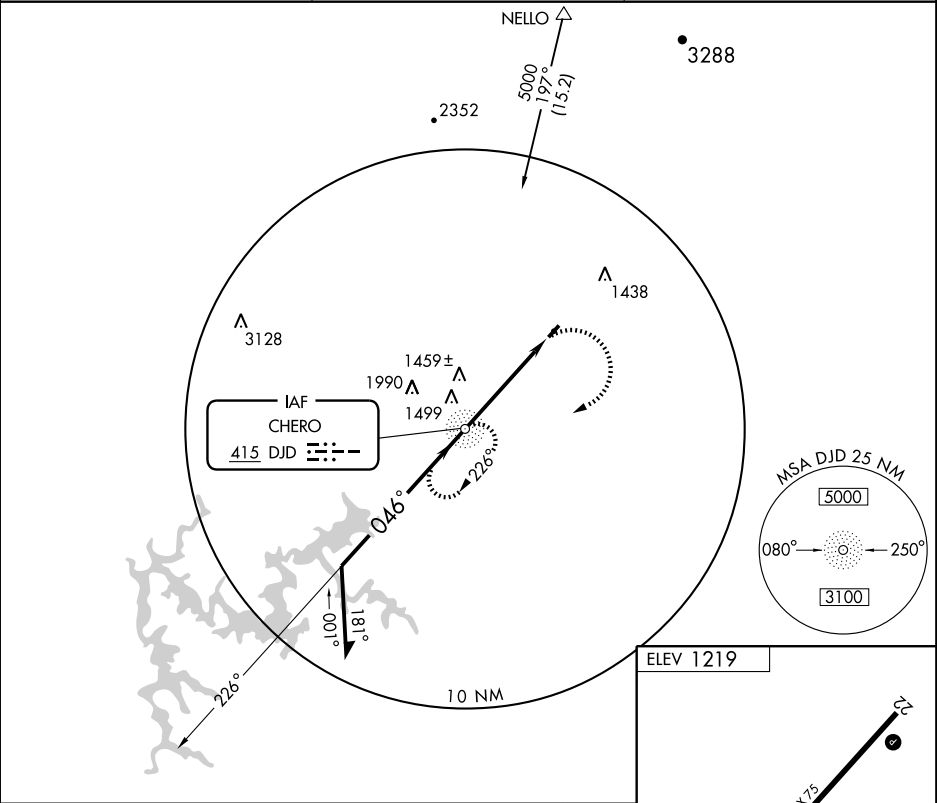 NELLO
3288
5000
197°
(15.2)
2352
1438
3128
1459±
1990
1499
IAF
CHERO
415 DJD
226°
046°
MSA DJD 25 NM
5000
080°
250°
3100
001°
181°
226°
10 NM
ELEV 1219
22
X 75
P